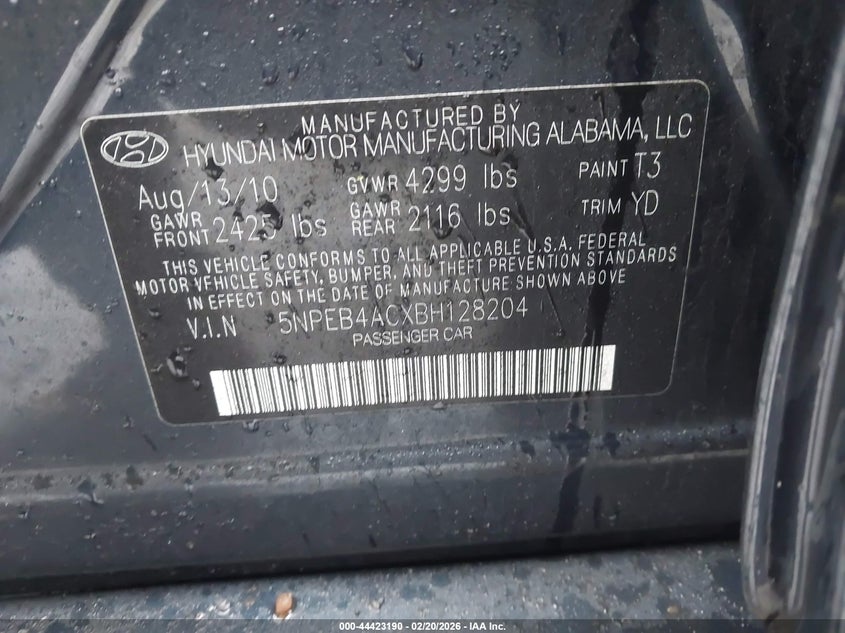 MANUFACTURED BY
HYUNDAI MOTOR MANUFACTURING ALABAMA, LLC
Aug/13/10 GVWR 4299 lbs PAINT T3
GAWR FRONT 2425 lbs GAWR REAR 2116 lbs TRIM YD
THIS VEHICLE CONFORMS TO ALL APPLICABLE U.S.A. FEDERAL
MOTOR VEHICLE SAFETY, BUMPER, AND THEFT PREVENTION STANDARDS
IN EFFECT ON THE DATE OF MANUFACTURE SHOWN ABOVE
V.I.N 5NPEB4ACXBH128204
PASSENGER CAR
000-44423190 - 02/20/2026 - IAA Inc.